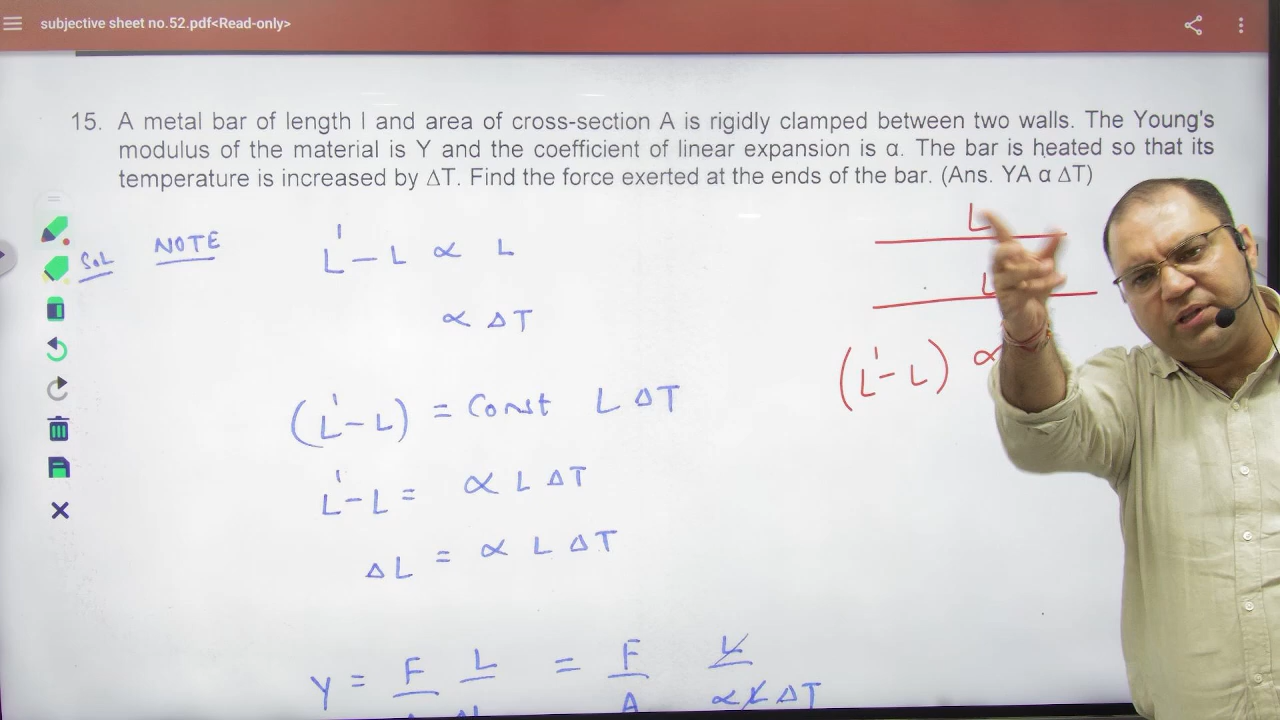 subjective sheet no.52.pdf<Read-only>
15. A metal bar of length l and area of cross-section A is rigidly clamped between two walls. The Young's
modulus of the material is Y and the coefficient of linear expansion is α. The bar is heated so that its
temperature is increased by ΔT. Find the force exerted at the ends of the bar. (Ans. YA α ΔT)
Sol NOTE L' - L ∝ L
∝ ΔT
(L' - L) = Const L ΔT
L' - L = ∝ L ΔT
ΔL = ∝ L ΔT
Y = F L = F L
A ∝ L ΔT
L
L
(L' - L) ∝